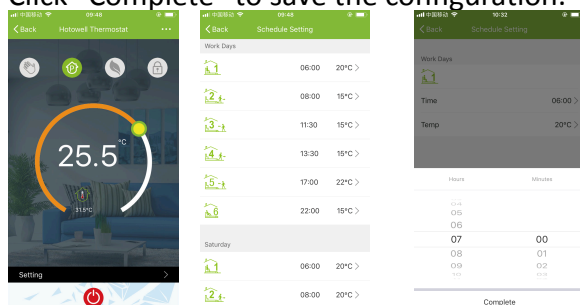 Click "Complete" to save the configuration.
中国移动 09:48
Back Hotowell Thermostat ...
P
25.5 °C
31.5°C
Setting
中国移动 09:48
Back Schedule Setting
Work Days
1 06:00 20°C
2 08:00 15°C
3 11:30 15°C
4 13:30 15°C
5 17:00 22°C
6 22:00 15°C
Saturday
1 06:00 20°C
2 08:00 20°C
中国移动 10:32
Back Schedule Setting
Work Days
1
Time 06:00
Temp 20°C
Hours Minutes
04
05
06
07 00
08 01
09 02
Complete